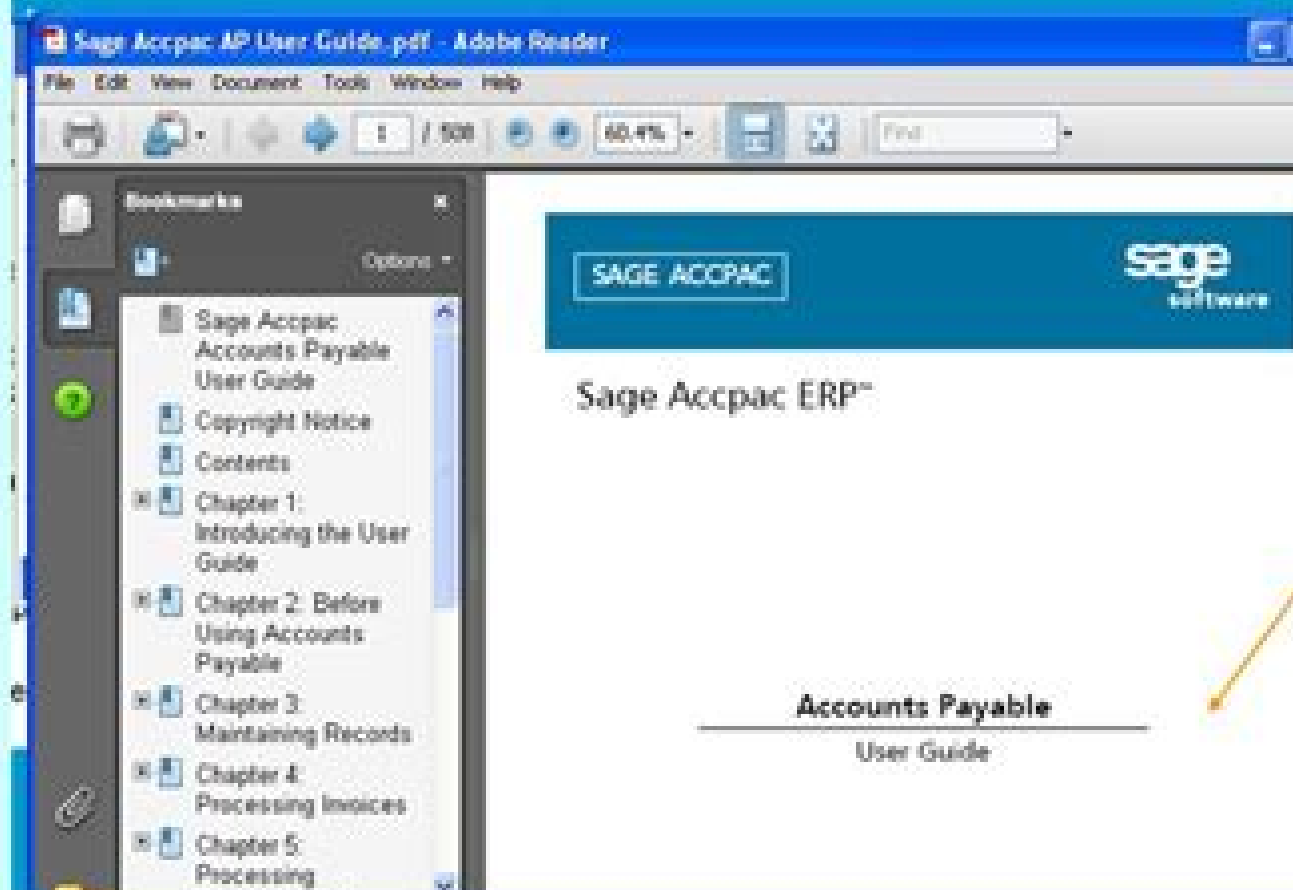 Sage Accpac AP User Guide.pdf - Adobe Reader
File Edit View Document Tools Window Help
1 / 508 60.4% Find
Bookmarks
Options
Sage Accpac
Accounts Payable
User Guide
Copyright Notice
Contents
Chapter 1:
Introducing the User
Guide
Chapter 2: Before
Using Accounts
Payable
Chapter 3:
Maintaining Records
Chapter 4:
Processing Invoices
Chapter 5:
Processing
SAGE ACCPAC
sage
software
Sage Accpac ERP™
Accounts Payable
User Guide